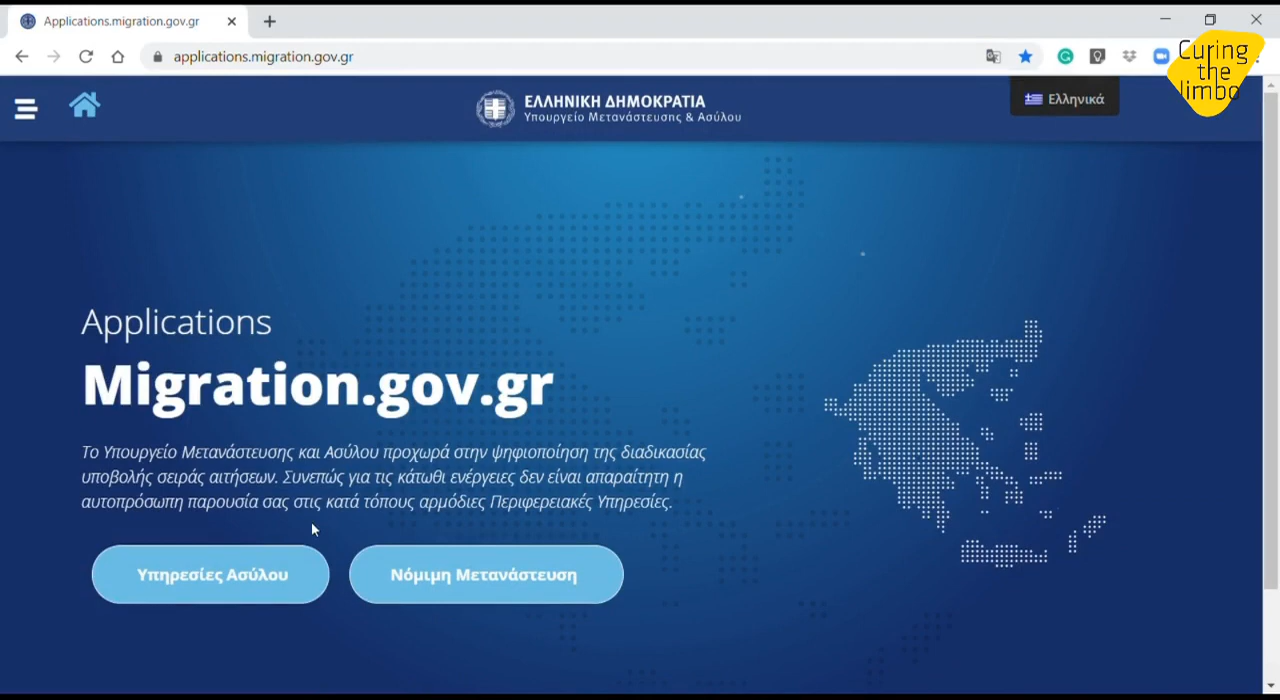 Applications.migration.gov.gr
applications.migration.gov.gr
Curing
the
limbo
ΕΛΛΗΝΙΚΗ ΔΗΜΟΚΡΑΤΙΑ
Υπουργείο Μετανάστευσης & Ασύλου
Ελληνικά
Applications
Migration.gov.gr
Το Υπουργείο Μετανάστευσης και Ασύλου προχωρά στην ψηφιοποίηση της διαδικασίας
υποβολής σειράς αιτήσεων. Συνεπώς για τις κάτωθι ενέργειες δεν είναι απαραίτητη η
αυτοπρόσωπη παρουσία σας στις κατά τόπους αρμόδιες Περιφερειακές Υπηρεσίες.
Υπηρεσίες Ασύλου
Νόμιμη Μετανάστευση